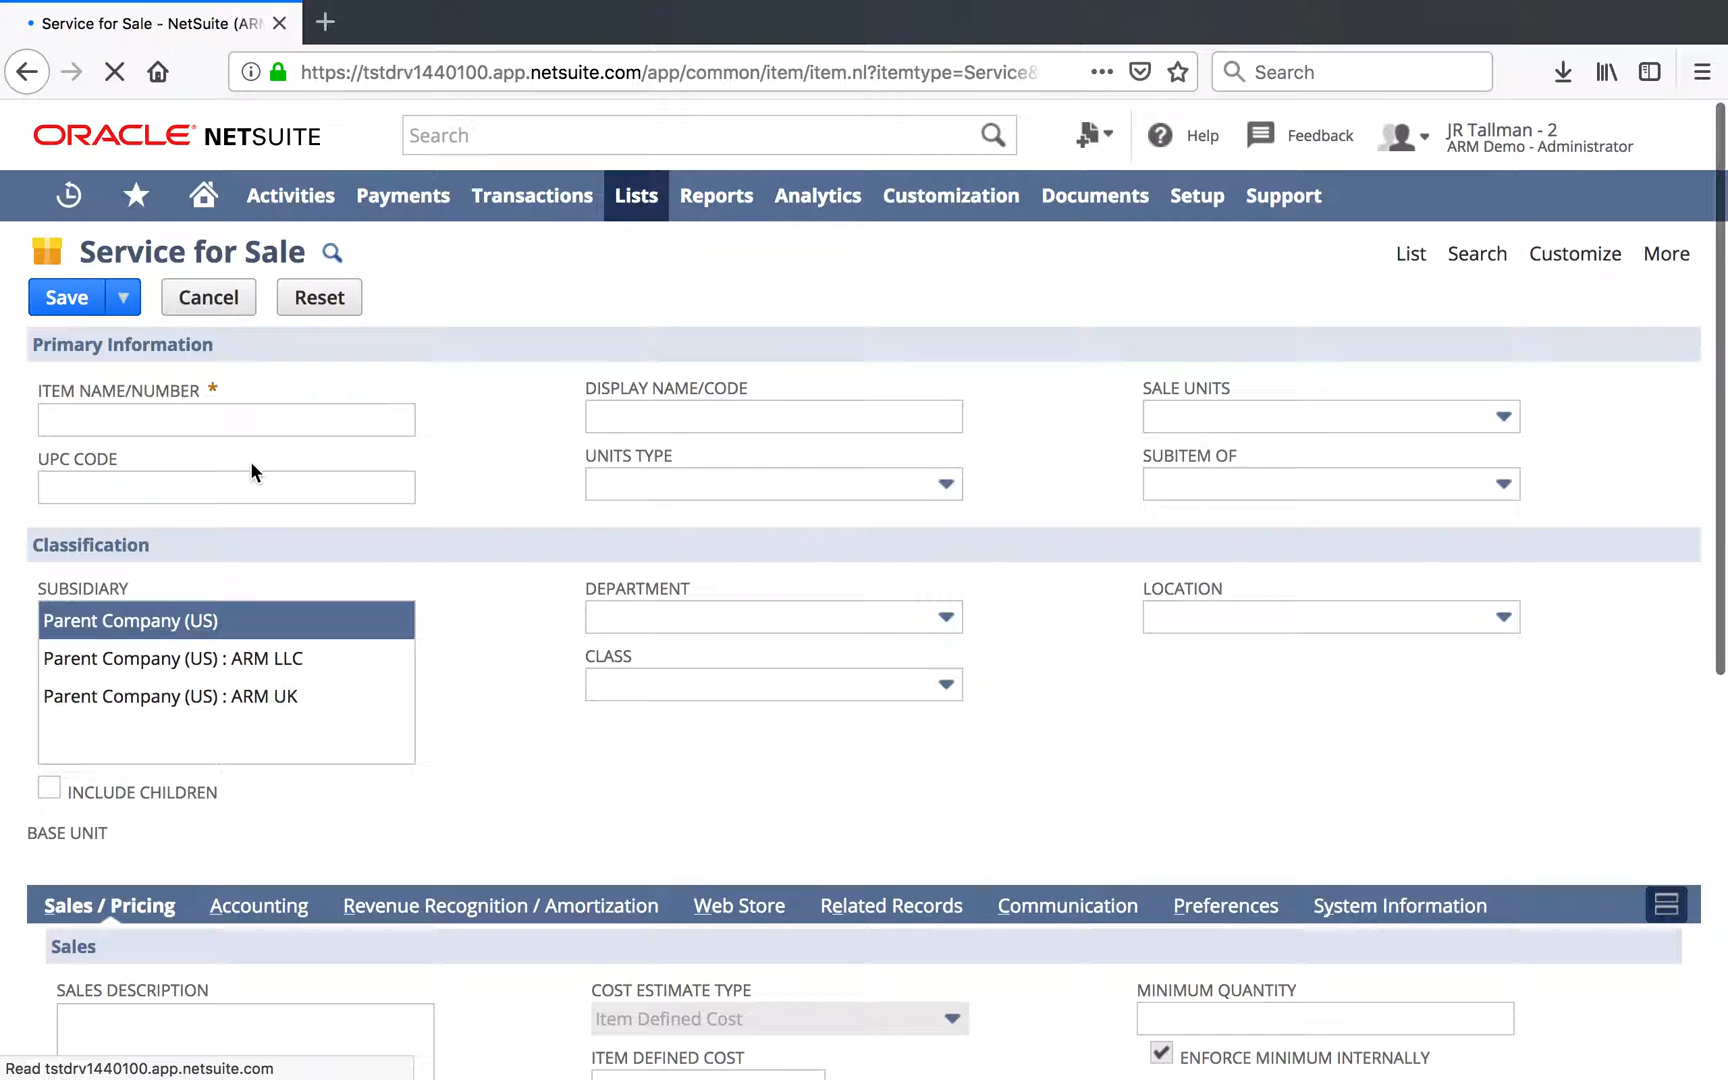 Service for Sale - NetSuite (ARM
https://tstdrv1440100.app.netsuite.com/app/common/item/item.nl?itemtype=Service&
Search
ORACLE NETSUITE
Search
Help
Feedback
JR Tallman - 2
ARM Demo - Administrator
Activities Payments Transactions Lists Reports Analytics Customization Documents Setup Support
Service for Sale
List Search Customize More
Save Cancel Reset
Primary Information
ITEM NAME/NUMBER *
DISPLAY NAME/CODE
SALE UNITS
UPC CODE
UNITS TYPE
SUBITEM OF
Classification
SUBSIDIARY
DEPARTMENT
LOCATION
Parent Company (US)
Parent Company (US) : ARM LLC
Parent Company (US) : ARM UK
CLASS
INCLUDE CHILDREN
BASE UNIT
Sales / Pricing Accounting Revenue Recognition / Amortization Web Store Related Records Communication Preferences System Information
Sales
SALES DESCRIPTION
COST ESTIMATE TYPE
MINIMUM QUANTITY
Item Defined Cost
ITEM DEFINED COST
ENFORCE MINIMUM INTERNALLY
Read tstdrv1440100.app.netsuite.com